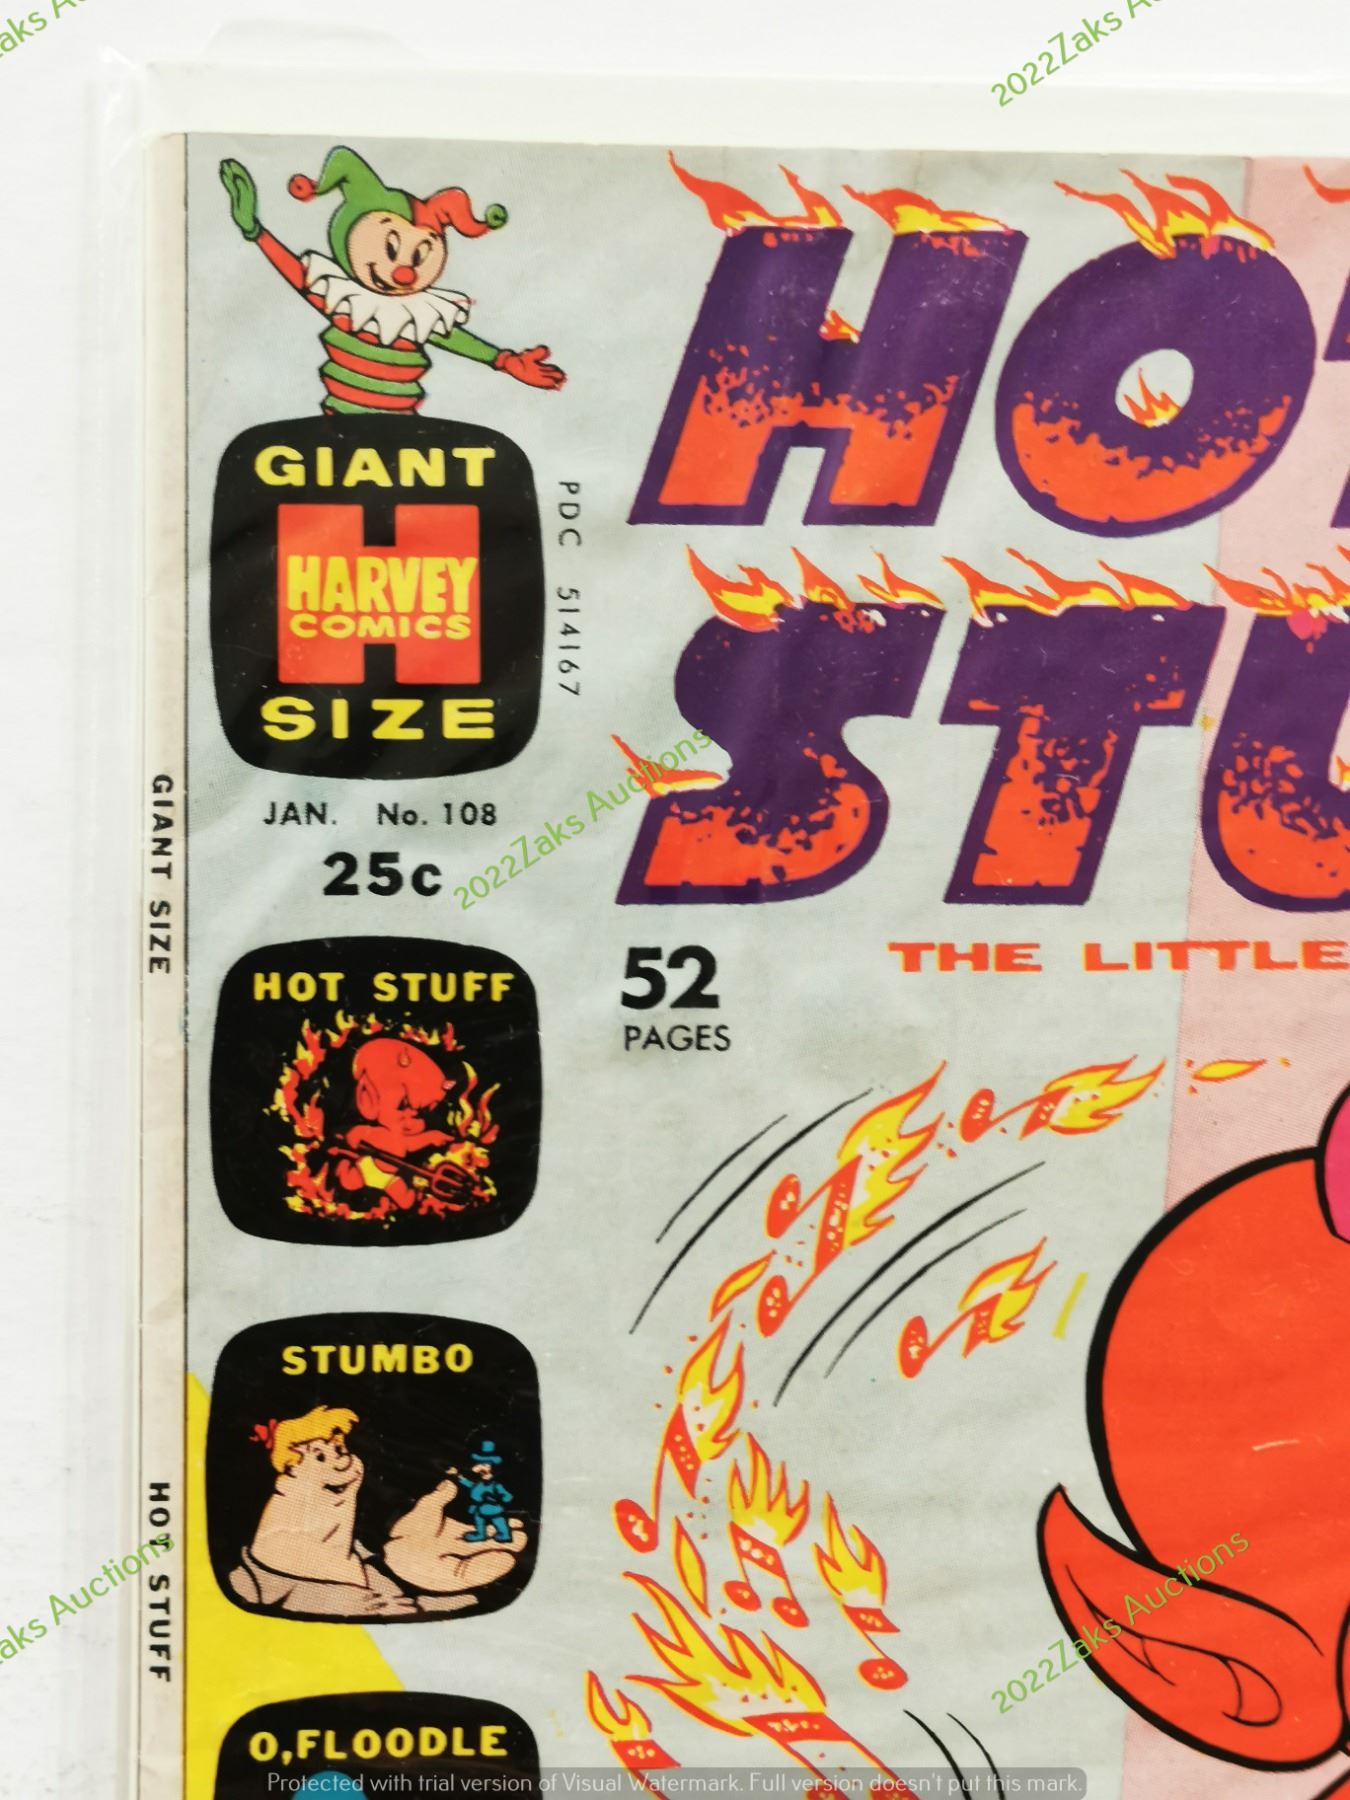 2022Zaks
HOT
STU
GIANT
HARVEY
COMICS
SIZE
PDC 514167
JAN. No. 108
25c
GIANT SIZE
2022Zaks Auctions
52
PAGES
THE LITTLE
HOT STUFF
STUMBO
HOT STUFF
aks Auctions
2022Zaks Auctions
O,FLOODLE
Protected with trial version of Visual Watermark. Full version doesn't put this mark.